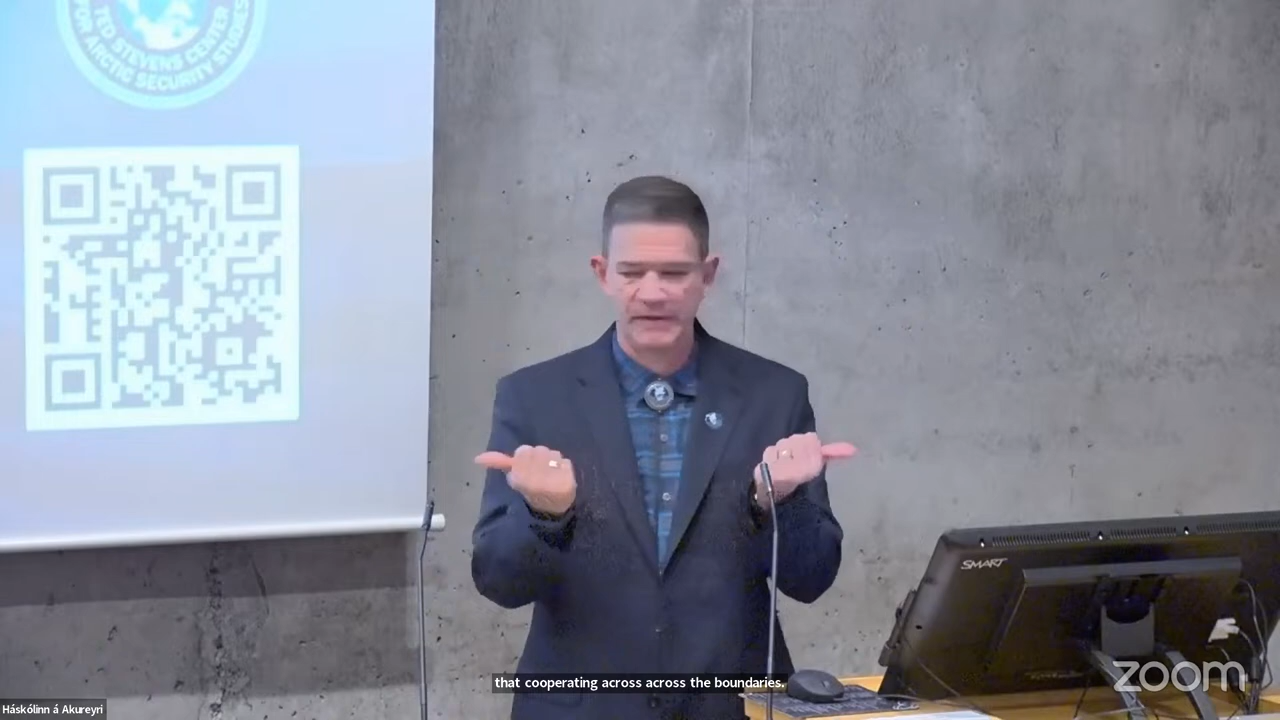 TED STEVENS CENTER
FOR ARCTIC SECURITY STUDIES
SMART
that cooperating across across the boundaries.
zoom
Háskólinn á Akureyri